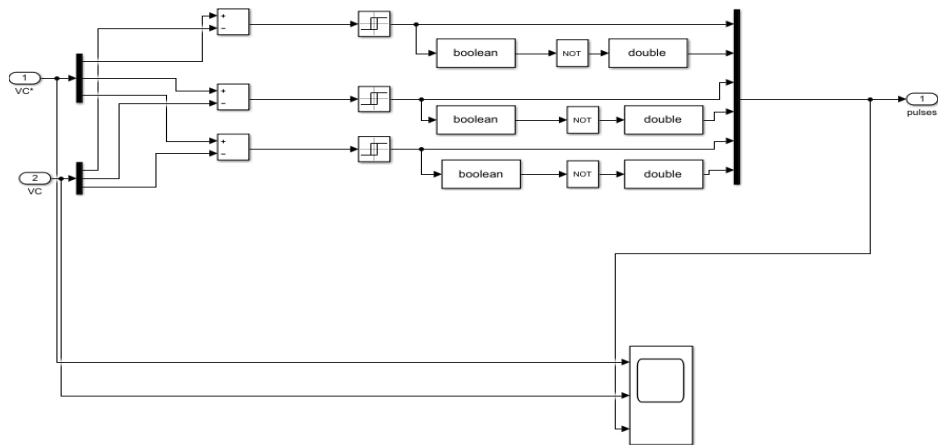 +
−
boolean
NOT
double
1
VC*
+
−
boolean
NOT
double
1
pulses
+
−
2
VC
boolean
NOT
double